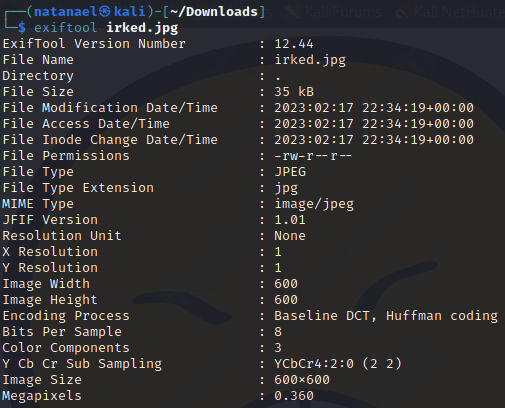 (natanael㉿kali)-[~/Downloads]
$ exiftool irked.jpg
ExifTool Version Number : 12.44
File Name : irked.jpg
Directory : .
File Size : 35 kB
File Modification Date/Time : 2023:02:17 22:34:19+00:00
File Access Date/Time : 2023:02:17 22:34:19+00:00
File Inode Change Date/Time : 2023:02:17 22:34:19+00:00
File Permissions : -rw-r--r--
File Type : JPEG
File Type Extension : jpg
MIME Type : image/jpeg
JFIF Version : 1.01
Resolution Unit : None
X Resolution : 1
Y Resolution : 1
Image Width : 600
Image Height : 600
Encoding Process : Baseline DCT, Huffman coding
Bits Per Sample : 8
Color Components : 3
Y Cb Cr Sub Sampling : YCbCr4:2:0 (2 2)
Image Size : 600×600
Megapixels : 0.360